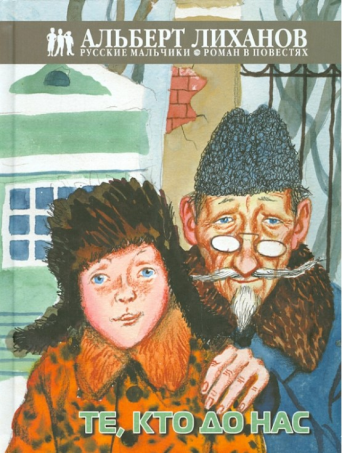 АЛЬБЕРТ ЛИХАНОВ
РУССКИЕ МАЛЬЧИКИ • РОМАН В ПОВЕСТЯХ
ТЕ, КТО ДО НАС